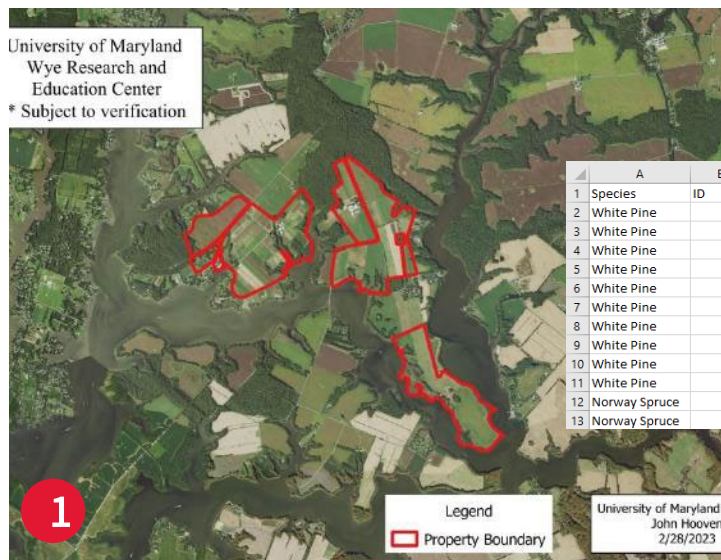 University of Maryland
Wye Research and
Education Center
* Subject to verification
A
1 Species ID
2 White Pine
3 White Pine
4 White Pine
5 White Pine
6 White Pine
7 White Pine
8 White Pine
9 White Pine
10 White Pine
11 White Pine
12 Norway Spruce
13 Norway Spruce
1
Legend
Property Boundary
University of Maryland
John Hooven
2/28/2023